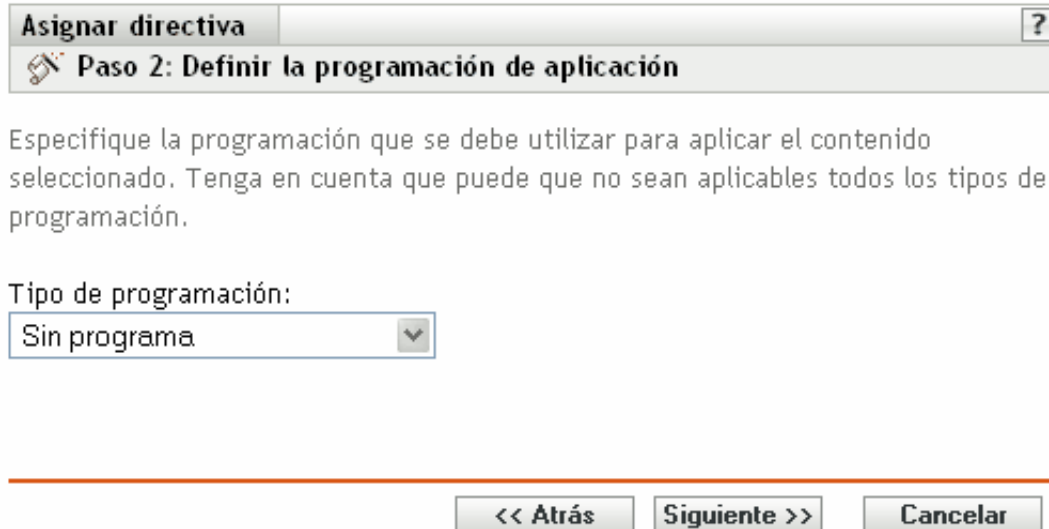 Asignar directiva
?
Paso 2: Definir la programación de aplicación
Especifique la programación que se debe utilizar para aplicar el contenido
seleccionado. Tenga en cuenta que puede que no sean aplicables todos los tipos de
programación.
Tipo de programación:
Sin programa
<< Atrás
Siguiente >>
Cancelar